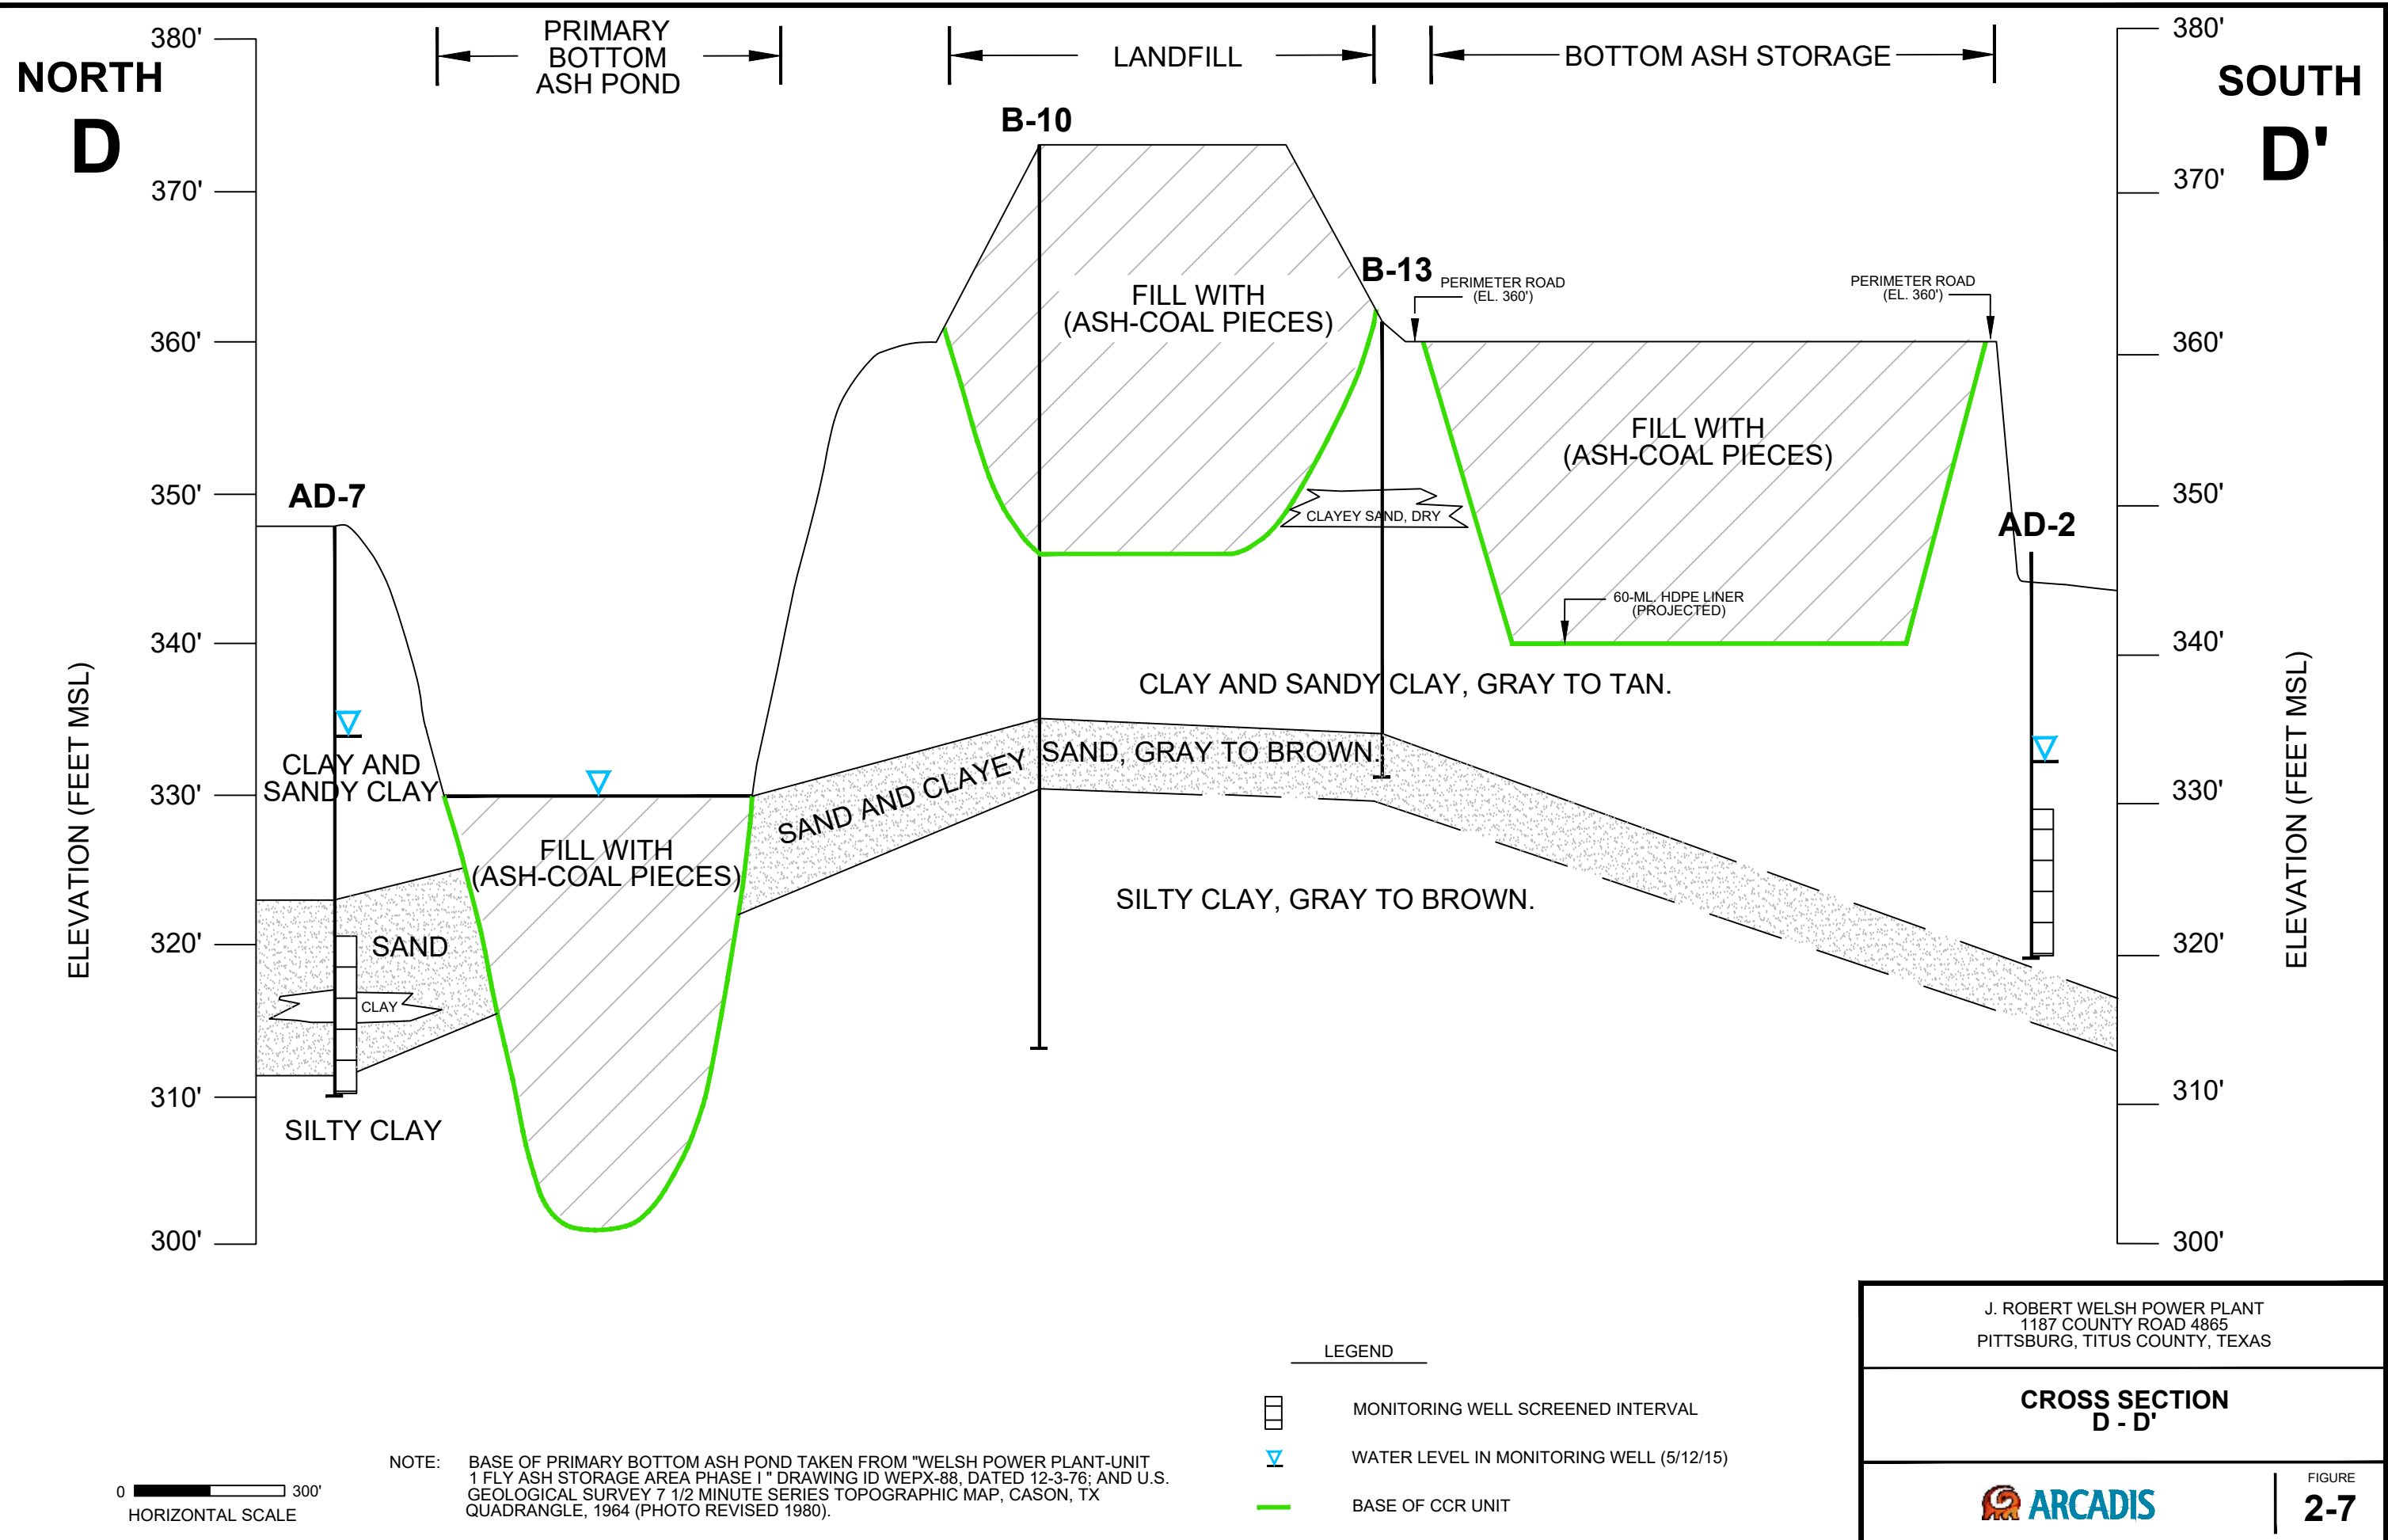 NORTH
D
SOUTH
D'
PRIMARY
BOTTOM
ASH POND
LANDFILL
BOTTOM ASH STORAGE
380'
370'
360'
350'
340'
330'
320'
310'
300'
ELEVATION (FEET MSL)
380'
370'
360'
350'
340'
330'
320'
310'
300'
ELEVATION (FEET MSL)
B-10
B-13
AD-7
AD-2
PERIMETER ROAD
(EL. 360')
PERIMETER ROAD
(EL. 360')
FILL WITH
(ASH-COAL PIECES)
FILL WITH
(ASH-COAL PIECES)
CLAYEY SAND, DRY
60-ML. HDPE LINER
(PROJECTED)
CLAY AND SANDY CLAY, GRAY TO TAN.
CLAY AND
SANDY CLAY
SAND AND CLAYEY SAND, GRAY TO BROWN.
FILL WITH
(ASH-COAL PIECES)
SILTY CLAY, GRAY TO BROWN.
SAND
CLAY
SILTY CLAY
LEGEND
MONITORING WELL SCREENED INTERVAL
WATER LEVEL IN MONITORING WELL (5/12/15)
BASE OF CCR UNIT
0 300'
HORIZONTAL SCALE
NOTE: BASE OF PRIMARY BOTTOM ASH POND TAKEN FROM "WELSH POWER PLANT-UNIT
1 FLY ASH STORAGE AREA PHASE I " DRAWING ID WEPX-88, DATED 12-3-76; AND U.S.
GEOLOGICAL SURVEY 7 1/2 MINUTE SERIES TOPOGRAPHIC MAP, CASON, TX
QUADRANGLE, 1964 (PHOTO REVISED 1980).
J. ROBERT WELSH POWER PLANT
1187 COUNTY ROAD 4865
PITTSBURG, TITUS COUNTY, TEXAS
CROSS SECTION
D - D'
ARCADIS
FIGURE
2-7